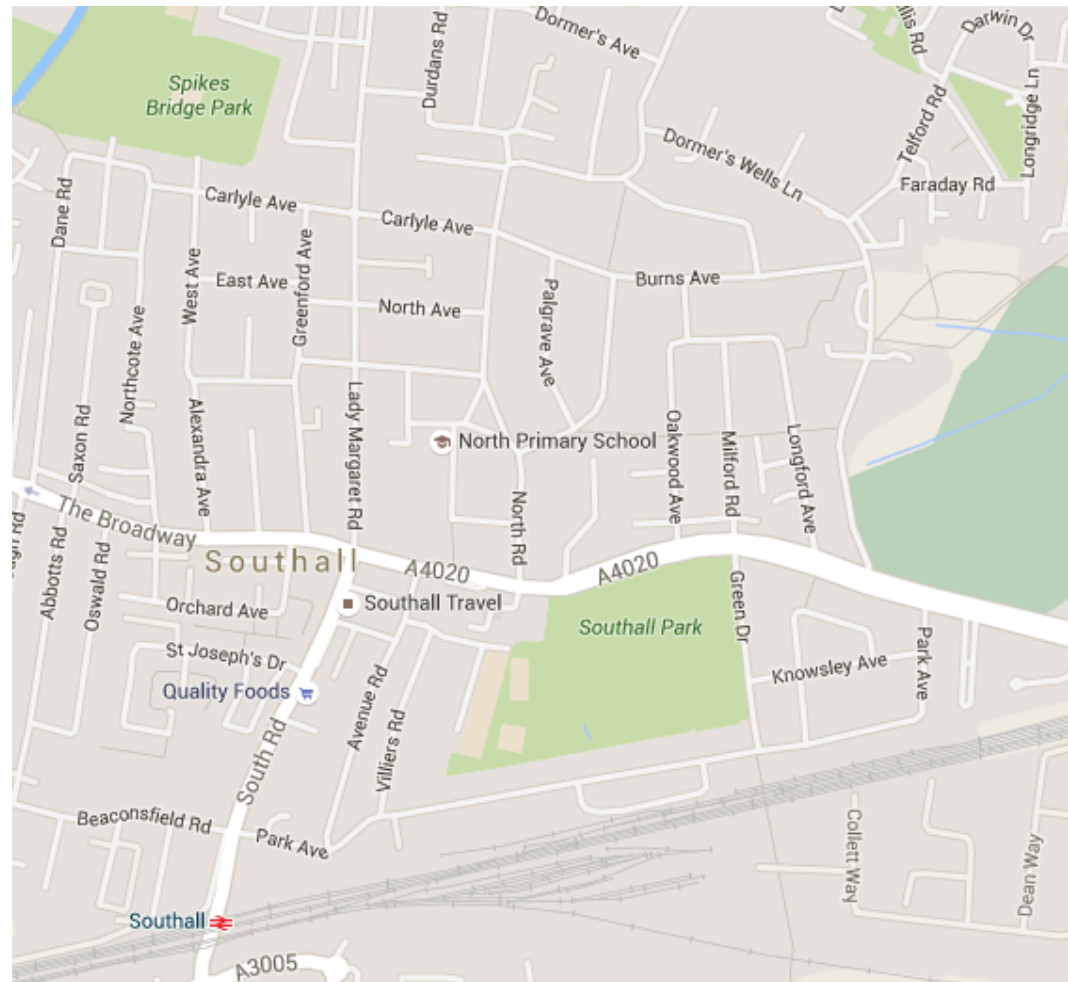 Dormer's Ave
Durdans Rd
Darwin Dr
Longridge Ln
Telford Rd
Spikes
Bridge Park
Dormer's Wells Ln
Faraday Rd
Dane Rd
Carlyle Ave
Carlyle Ave
West Ave
East Ave
Greenford Ave
North Ave
Burns Ave
Palgrave Ave
Northcote Ave
Saxon Rd
Alexandra Ave
Lady Margaret Rd
North Primary School
Oakwood Ave
Milford Rd
Longford Ave
North Rd
The Broadway
Southall
A4020
A4020
Abbotts Rd
Oswald Rd
Orchard Ave
Southall Travel
Southall Park
Green Dr
Park Ave
St Joseph's Dr
Knowsley Ave
Quality Foods
Avenue Rd
Villiers Rd
South Rd
Beaconsfield Rd
Park Ave
Collett Way
Dean Way
Southall
A3005